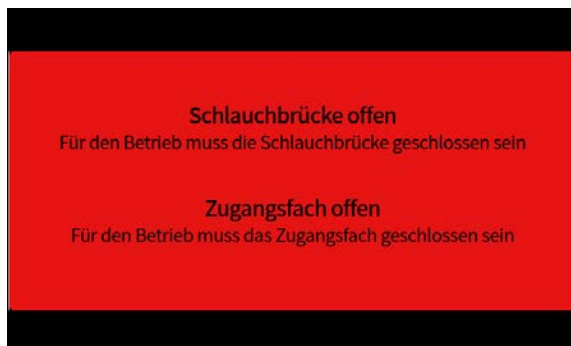 Schlauchbrücke offen
Für den Betrieb muss die Schlauchbrücke geschlossen sein
Zugangsfach offen
Für den Betrieb muss das Zugangsfach geschlossen sein